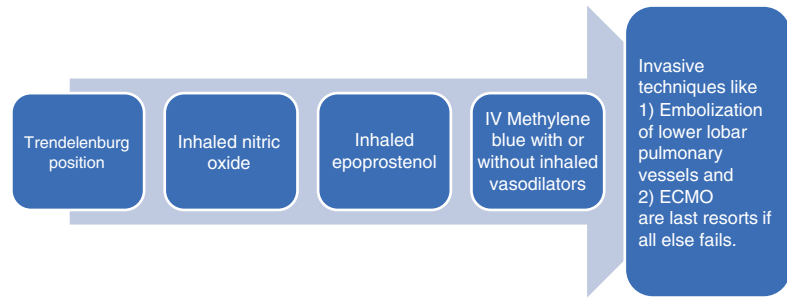 Trendelenburg
position
Inhaled nitric
oxide
Inhaled
epoprostenol
IV Methylene
blue with or
without inhaled
vasodilators
Invasive
techniques like
1) Embolization
of lower lobar
pulmonary
vessels and
2) ECMO
are last resorts if
all else fails.